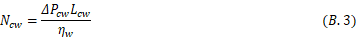 N_cw = ΔP_cw L_cw / η_w (B. 3)